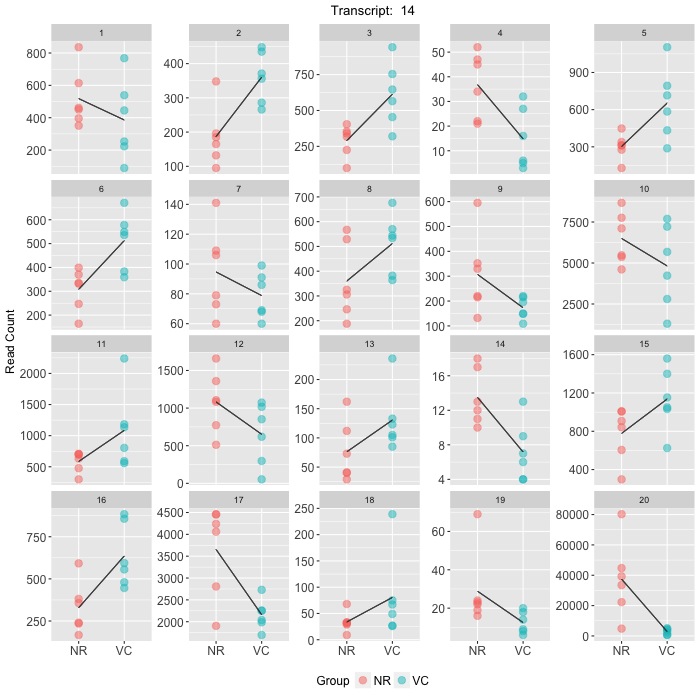 Transcript: 14
1 2 3 4 5
800 600 400 200
400 300 200 100
750 500 250
50 40 30 20 10
900 600 300
6 7 8 9 10
600 500 400 300 200
140 120 100 80 60
700 600 500 400 300 200
600 500 400 300 200 100
7500 5000 2500
Read Count
11 12 13 14 15
2000 1500 1000 500
1500 1000 500 0
200 150 100 50
16 12 8 4
1600 1200 800 400
16 17 18 19 20
750 500 250
4500 4000 3500 3000 2500 2000
250 200 150 100 50 0
60 40 20
80000 60000 40000 20000 0
NR VC NR VC NR VC NR VC NR VC
Group NR VC